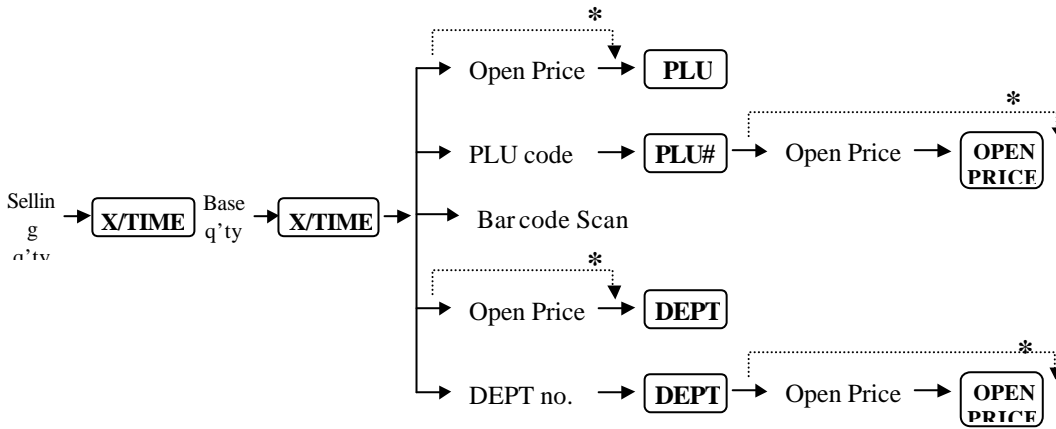 *
Open Price PLU
*
PLU code PLU# Open Price OPEN PRICE
Sellin g q'ty X/TIME Base q'ty X/TIME
Bar code Scan
*
Open Price DEPT
*
DEPT no. DEPT Open Price OPEN PRICE